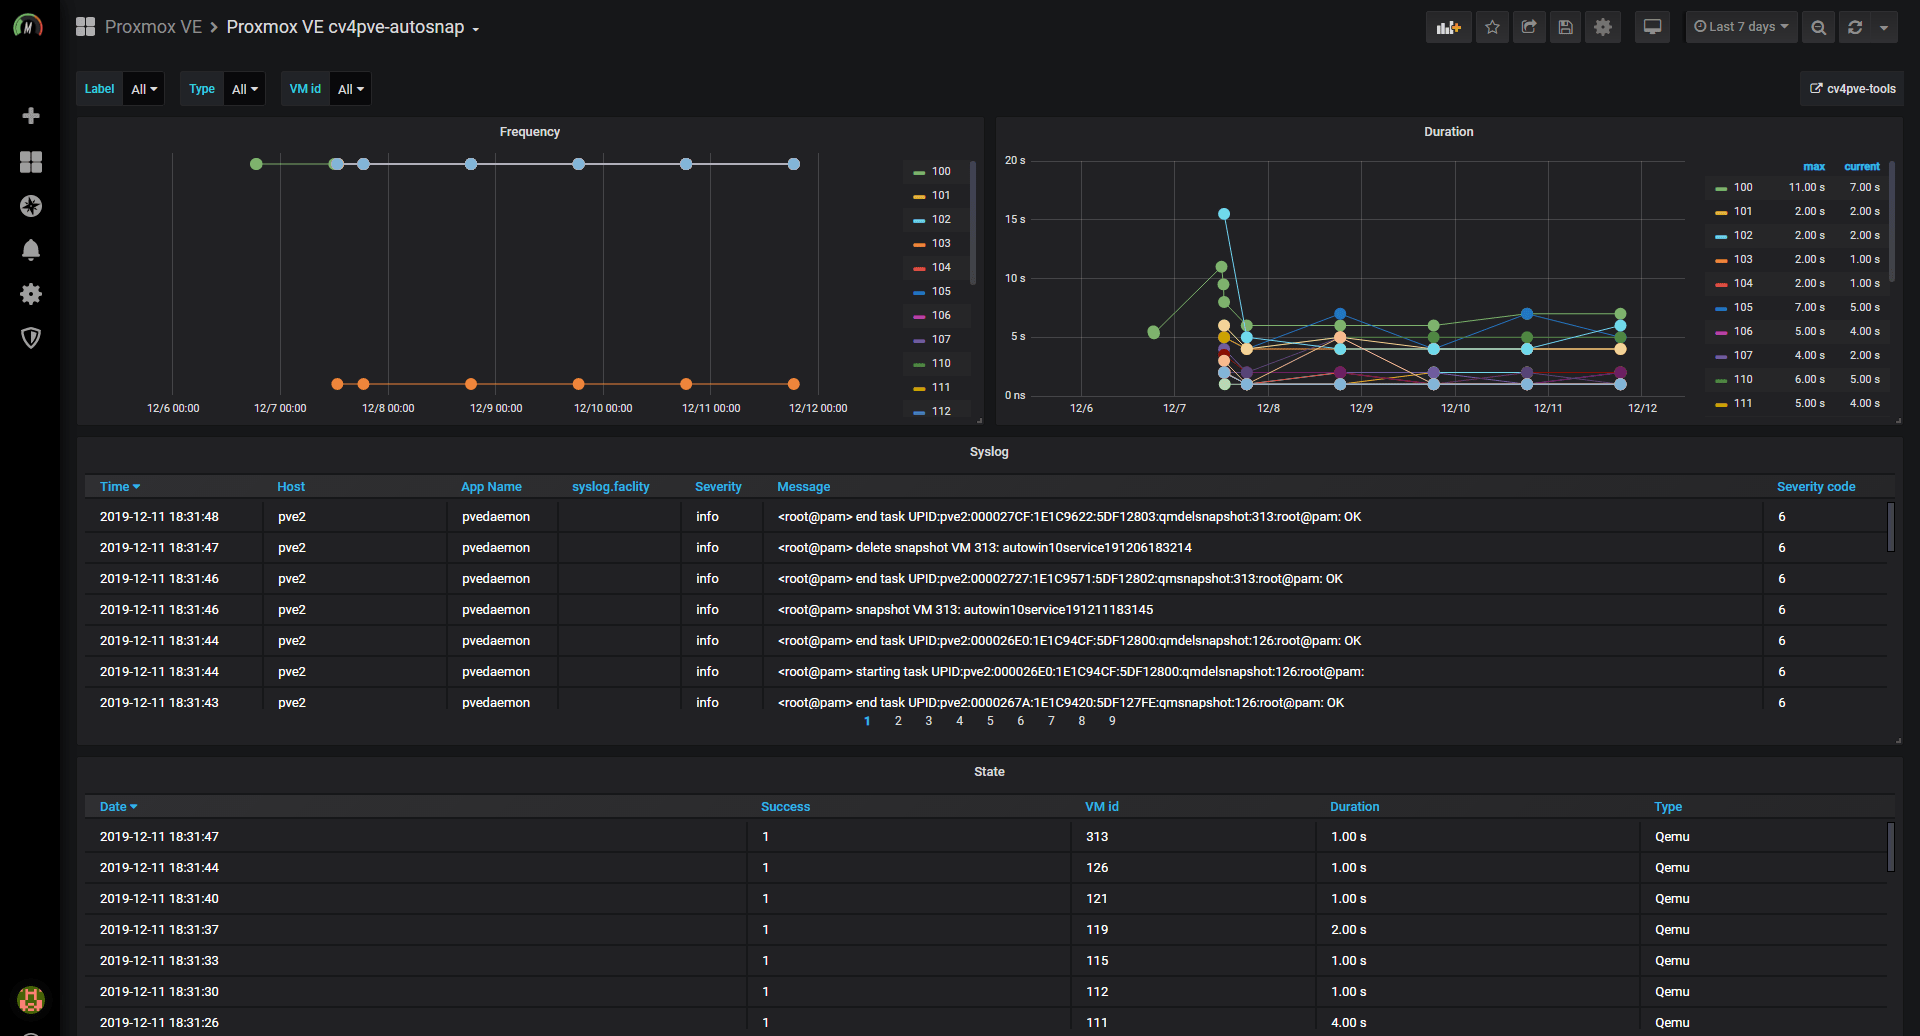 Proxmox VE > Proxmox VE cv4pve-autosnap
Last 7 days
Label All Type All VM id All
cv4pve-tools
Frequency
100
101
102
103
104
105
106
107
110
111
112
12/6 00:00 12/7 00:00 12/8 00:00 12/9 00:00 12/10 00:00 12/11 00:00 12/12 00:00
Duration
20 s
15 s
10 s
5 s
0 ns
12/6 12/7 12/8 12/9 12/10 12/11 12/12
max current
100 11.00 s 7.00 s
101 2.00 s 2.00 s
102 2.00 s 2.00 s
103 2.00 s 1.00 s
104 2.00 s 1.00 s
105 7.00 s 5.00 s
106 5.00 s 4.00 s
107 4.00 s 2.00 s
110 6.00 s 5.00 s
111 5.00 s 4.00 s
Syslog
Time Host App Name syslog.faclity Severity Message Severity code
2019-12-11 18:31:48 pve2 pvedaemon info <root@pam> end task UPID:pve2:000027CF:1E1C9622:5DF12803:qmdelsnapshot:313:root@pam: OK 6
2019-12-11 18:31:47 pve2 pvedaemon info <root@pam> delete snapshot VM 313: autowin10service191206183214 6
2019-12-11 18:31:46 pve2 pvedaemon info <root@pam> end task UPID:pve2:00002727:1E1C9571:5DF12802:qmsnapshot:313:root@pam: OK 6
2019-12-11 18:31:46 pve2 pvedaemon info <root@pam> snapshot VM 313: autowin10service191211183145 6
2019-12-11 18:31:44 pve2 pvedaemon info <root@pam> end task UPID:pve2:000026E0:1E1C94CF:5DF12800:qmdelsnapshot:126:root@pam: OK 6
2019-12-11 18:31:44 pve2 pvedaemon info <root@pam> starting task UPID:pve2:000026E0:1E1C94CF:5DF12800:qmdelsnapshot:126:root@pam: 6
2019-12-11 18:31:43 pve2 pvedaemon info <root@pam> end task UPID:pve2:0000267A:1E1C9420:5DF127FE:qmsnapshot:126:root@pam: OK 6
1 2 3 4 5 6 7 8 9
State
Date Success VM id Duration Type
2019-12-11 18:31:47 1 313 1.00 s Qemu
2019-12-11 18:31:44 1 126 1.00 s Qemu
2019-12-11 18:31:40 1 121 1.00 s Qemu
2019-12-11 18:31:37 1 119 2.00 s Qemu
2019-12-11 18:31:33 1 115 1.00 s Qemu
2019-12-11 18:31:30 1 112 1.00 s Qemu
2019-12-11 18:31:26 1 111 4.00 s Qemu